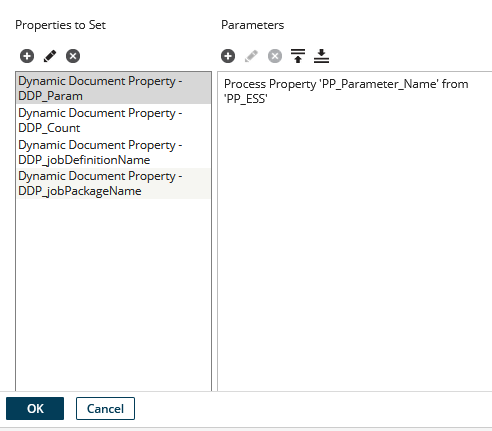 Properties to Set
Parameters
Dynamic Document Property -
DDP_Param
Dynamic Document Property -
DDP_Count
Dynamic Document Property -
DDP_jobDefinitionName
Dynamic Document Property -
DDP_jobPackageName
Process Property 'PP_Parameter_Name' from
'PP_ESS'
OK
Cancel